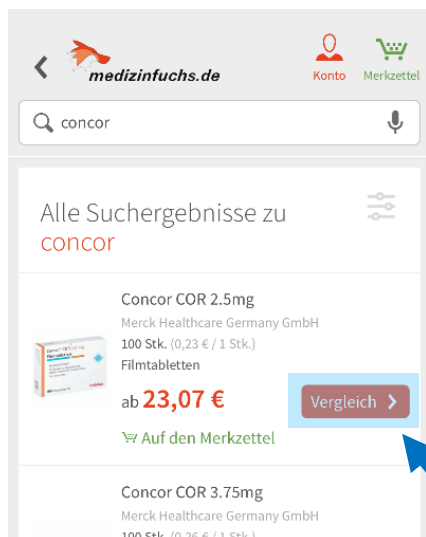 medizinfuchs.de
Konto
Merkzettel
concor
Alle Suchergebnisse zu
concor
Concor COR 2.5mg
Merck Healthcare Germany GmbH
100 Stk. (0,23 € / 1 Stk.)
Filmtabletten
ab 23,07 €
Vergleich
Auf den Merkzettel
Concor COR 3.75mg
Merck Healthcare Germany GmbH
100 Stk. (0,26 € / 1 Stk.)